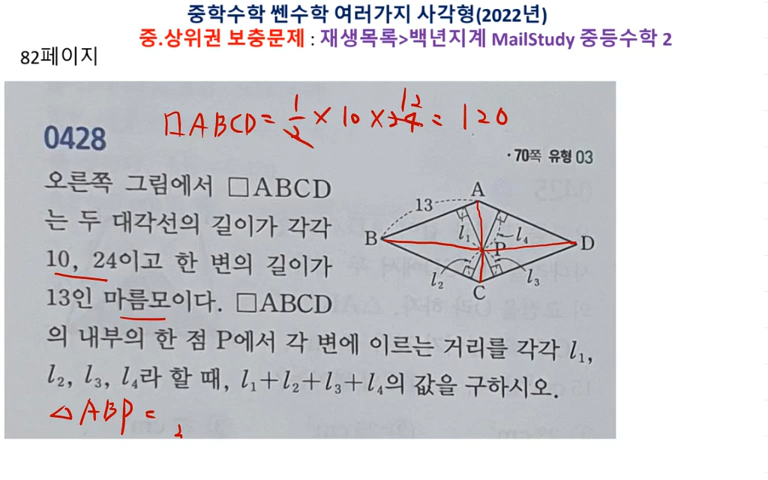 중학수학 쎈수학 여러가지 사각형(2022년)
중.상위권 보충문제 : 재생목록>백년지계 MailStudy 중등수학 2
82페이지
□ABCD = 1/2 × 10 × 24 = 120
12
0428
• 70쪽 유형 03
오른쪽 그림에서 □ABCD
는 두 대각선의 길이가 각각
10, 24이고 한 변의 길이가
13인 마름모이다. □ABCD
의 내부의 한 점 P에서 각 변에 이르는 거리를 각각 l₁,
l₂, l₃, l₄라 할 때, l₁+l₂+l₃+l₄의 값을 구하시오.
A
13
B
l₁
P
l₄
D
l₂
C
l₃
△ABP =